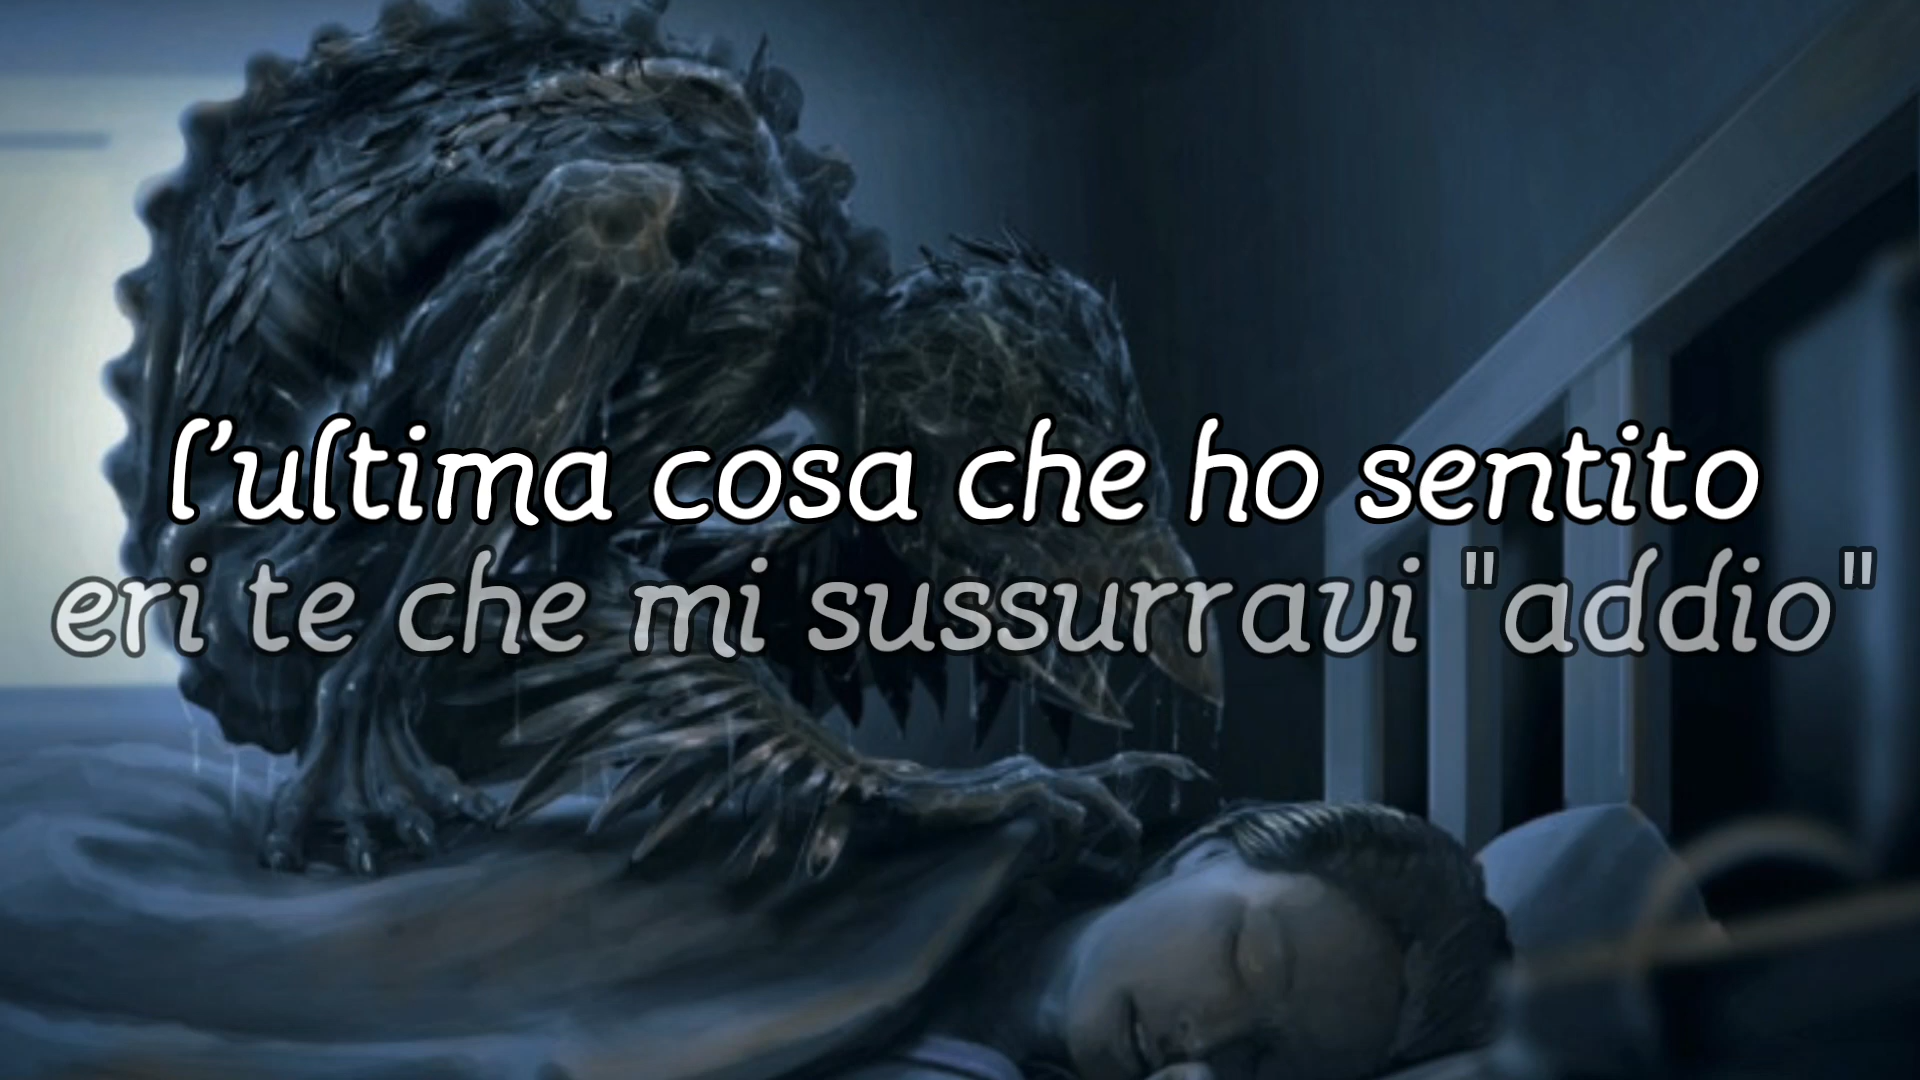 l'ultima cosa che ho sentito
eri te che mi sussurravi "addio"